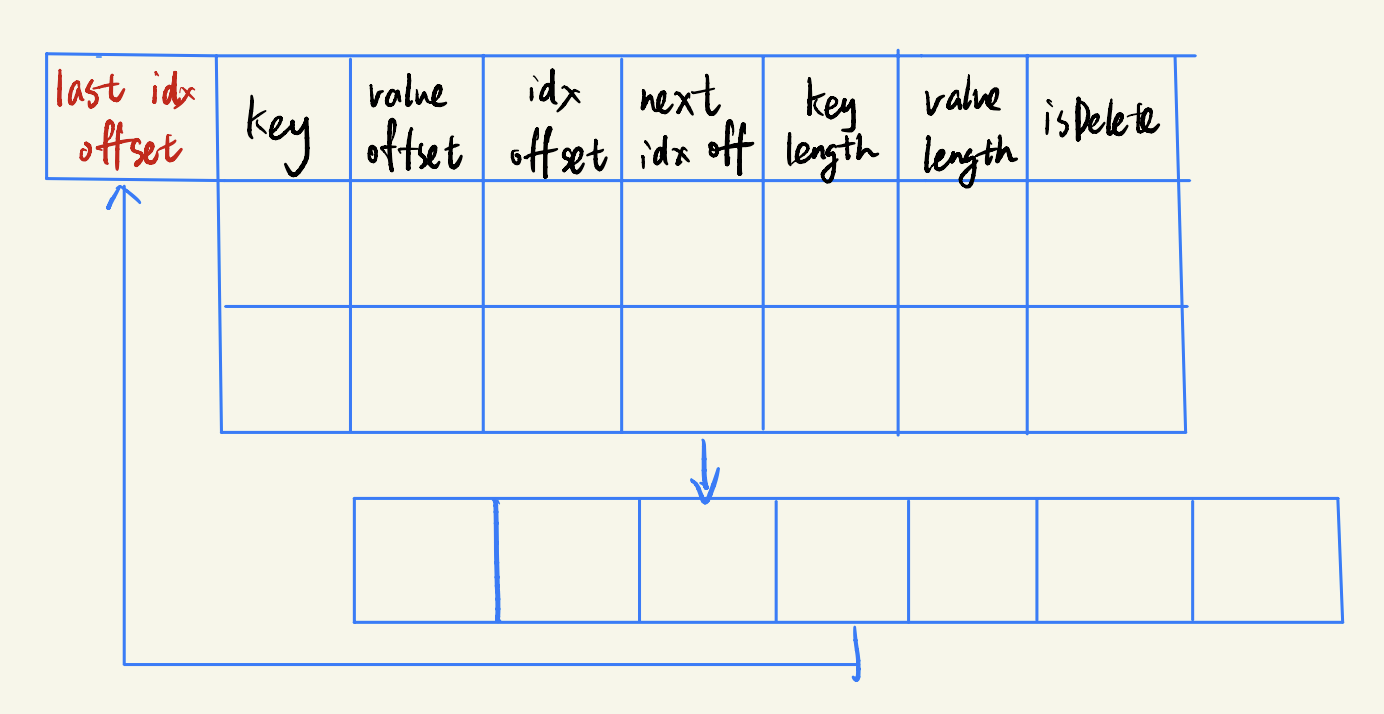 last idx
offset
key
value
offset
idx
offset
next
idx off
key
length
value
length
isDelete